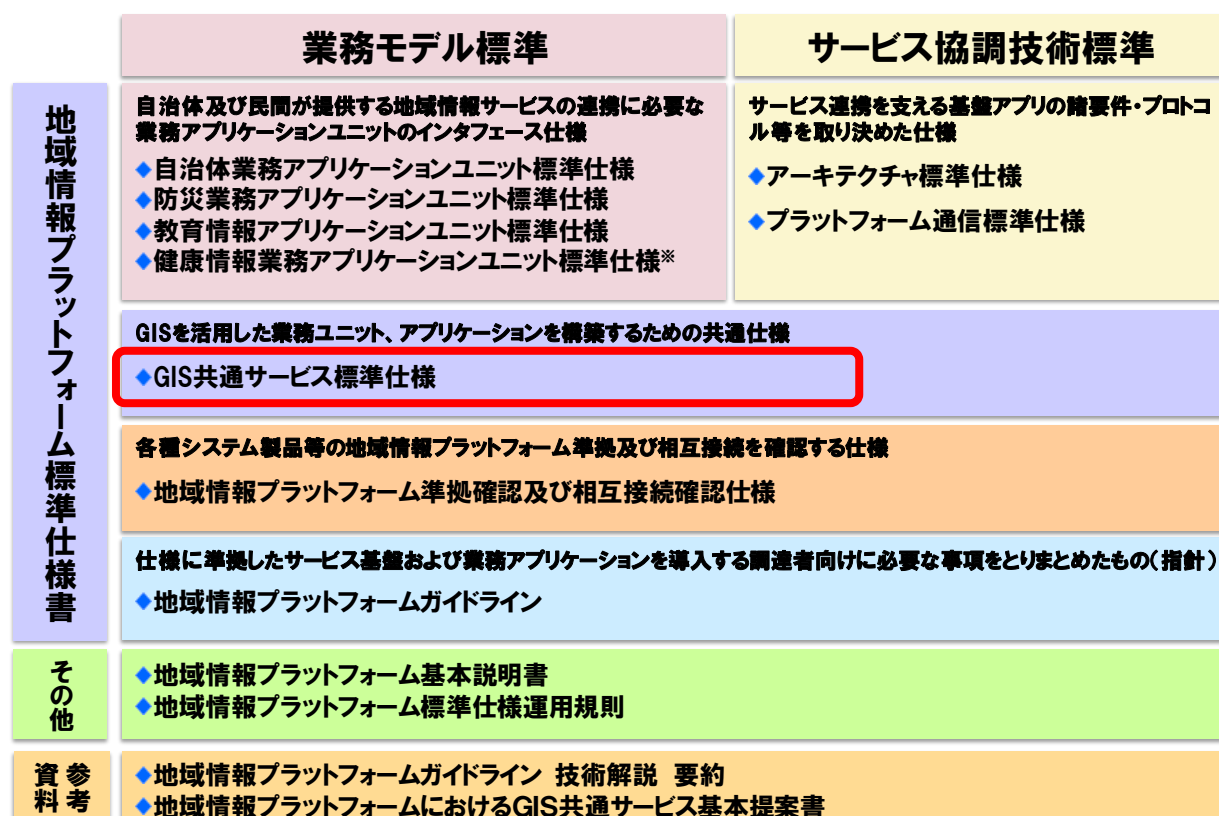 業務モデル標準
サービス協調技術標準
地域情報プラットフォーム標準仕様書
自治体及び民間が提供する地域情報サービスの連携に必要な
業務アプリケーションユニットのインタフェース仕様
◆自治体業務アプリケーションユニット標準仕様
◆防災業務アプリケーションユニット標準仕様
◆教育情報アプリケーションユニット標準仕様
◆健康情報業務アプリケーションユニット標準仕様※
サービス連携を支える基盤アプリの諸要件・プロトコ
ル等を取り決めた仕様
◆アーキテクチャ標準仕様
◆プラットフォーム通信標準仕様
GISを活用した業務ユニット、アプリケーションを構築するための共通仕様
◆GIS共通サービス標準仕様
各種システム製品等の地域情報プラットフォーム準拠及び相互接続を確認する仕様
◆地域情報プラットフォーム準拠確認及び相互接続確認仕様
仕様に準拠したサービス基盤および業務アプリケーションを導入する調達者向けに必要な事項をとりまとめたもの(指針)
◆地域情報プラットフォームガイドライン
その他
◆地域情報プラットフォーム基本説明書
◆地域情報プラットフォーム標準仕様運用規則
参考
資料
◆地域情報プラットフォームガイドライン 技術解説 要約
◆地域情報プラットフォームにおけるGIS共通サービス基本提案書